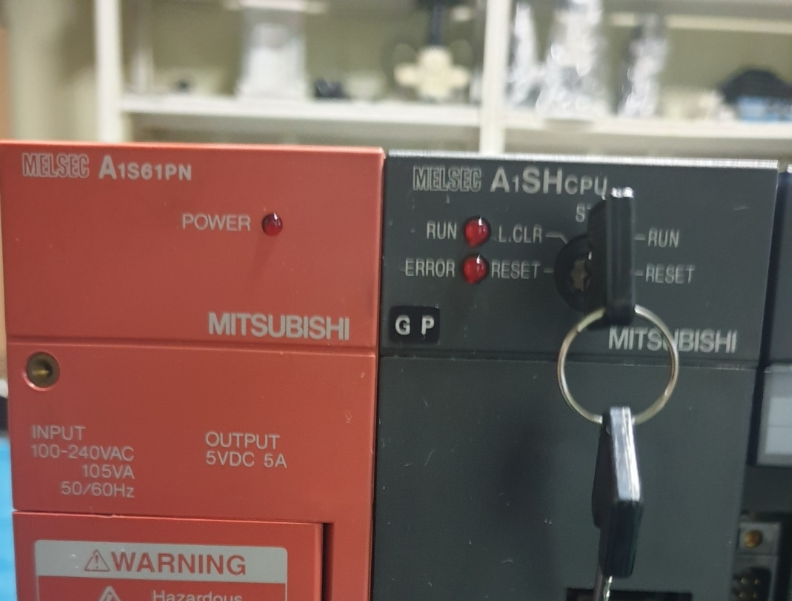 MELSEC A1S61PN
POWER
MITSUBISHI
INPUT
100-240VAC
105VA
50/60Hz
OUTPUT
5VDC 5A
⚠WARNING
Hazardous
MELSEC A1SHCPU
RUN L.CLR RUN
ERROR RESET RESET
G P
MITSUBISHI